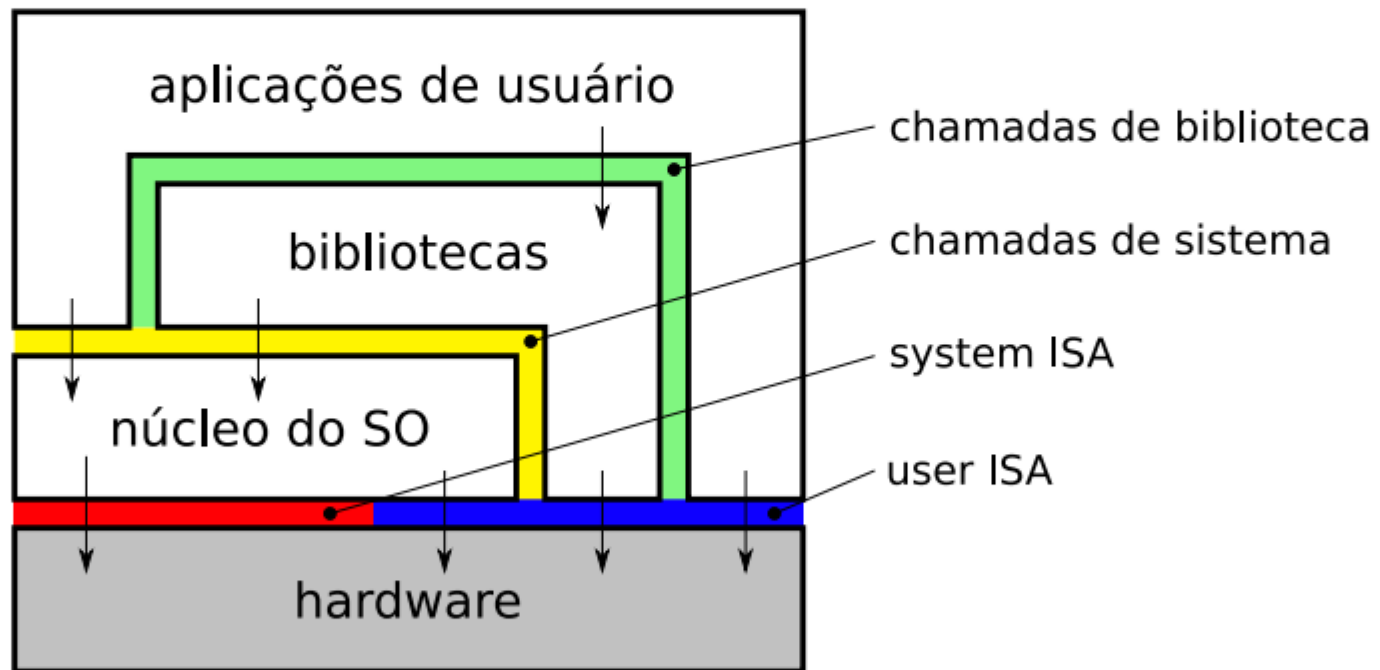 aplicações de usuário
chamadas de biblioteca
bibliotecas
chamadas de sistema
system ISA
núcleo do SO
user ISA
hardware